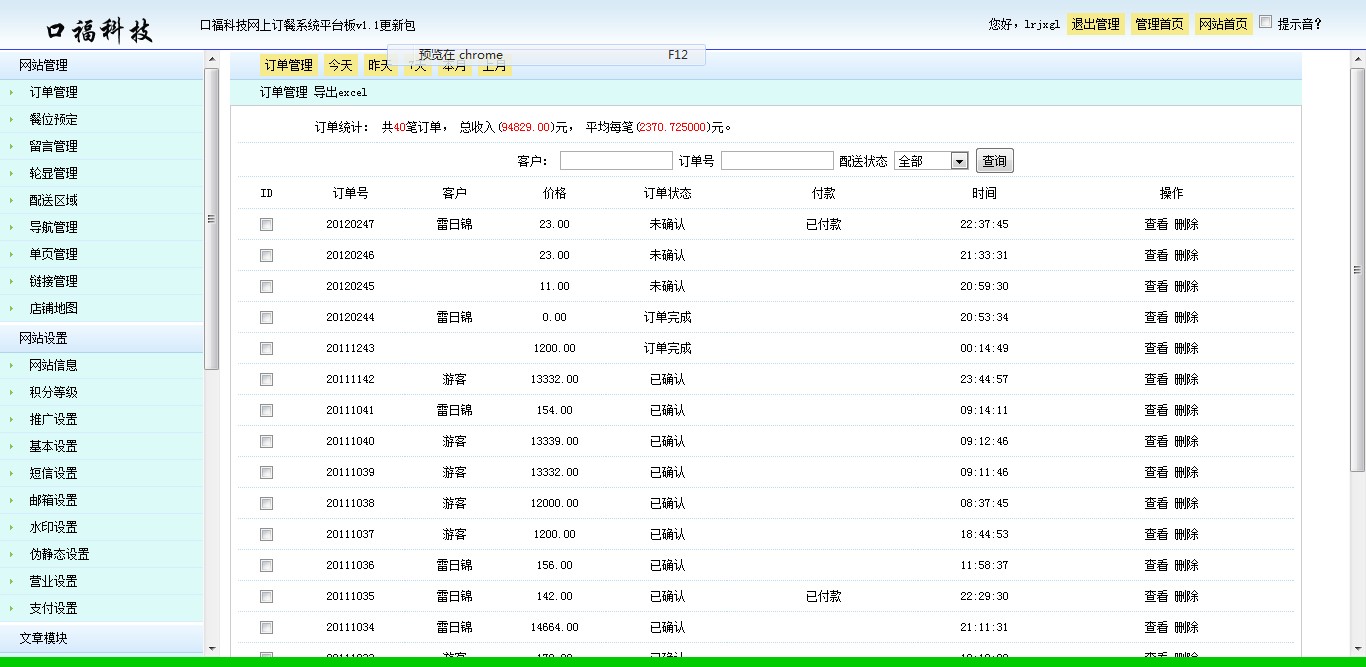 口福科技
口福科技网上订餐系统平台板v1.1更新包
您好，lrjxgl 退出管理 管理首页 网站首页 提示音？
预览在 chrome F12
网站管理
订单管理
餐位预定
留言管理
轮显管理
配送区域
导航管理
单页管理
链接管理
店铺地图
网站设置
网站信息
积分等级
推广设置
基本设置
短信设置
邮箱设置
水印设置
伪静态设置
营业设置
支付设置
文章模块
订单管理 今天 昨天 本月 上月
订单管理 导出excel
订单统计： 共40笔订单， 总收入(94829.00)元， 平均每笔(2370.725000)元。
客户： 订单号 配送状态 全部 查询
ID 订单号 客户 价格 订单状态 付款 时间 操作
20120247 雷日锦 23.00 未确认 已付款 22:37:45 查看 删除
20120246 23.00 未确认 21:33:31 查看 删除
20120245 11.00 未确认 20:59:30 查看 删除
20120244 雷日锦 0.00 订单完成 20:53:34 查看 删除
20111243 1200.00 订单完成 00:14:49 查看 删除
20111142 游客 13332.00 已确认 23:44:57 查看 删除
20111041 雷日锦 154.00 已确认 09:14:11 查看 删除
20111040 游客 13339.00 已确认 09:12:46 查看 删除
20111039 游客 13332.00 已确认 09:11:46 查看 删除
20111038 游客 12000.00 已确认 08:37:45 查看 删除
20111037 游客 1200.00 已确认 18:44:53 查看 删除
20111036 雷日锦 156.00 已确认 11:58:37 查看 删除
20111035 雷日锦 142.00 已确认 已付款 22:29:30 查看 删除
20111034 雷日锦 14664.00 已确认 21:11:31 查看 删除